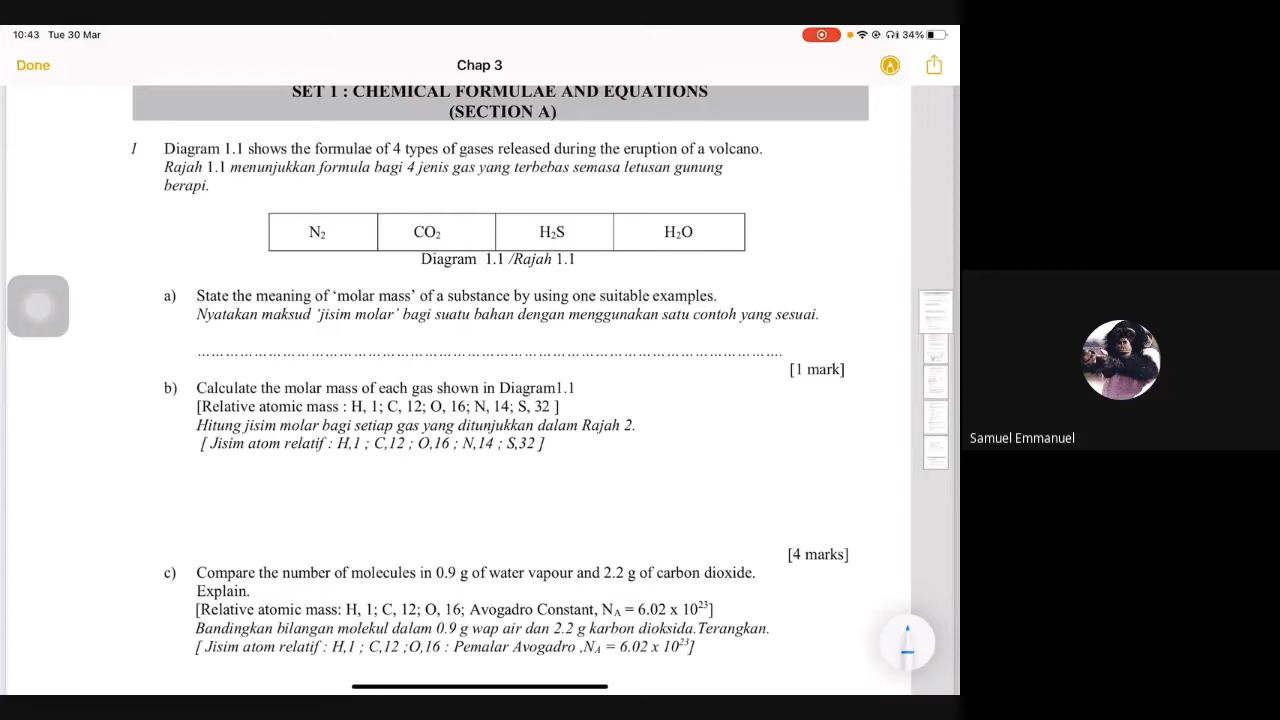 10:43 Tue 30 Mar
34%
Done
Chap 3
SET 1 : CHEMICAL FORMULAE AND EQUATIONS
(SECTION A)
1 Diagram 1.1 shows the formulae of 4 types of gases released during the eruption of a volcano.
Rajah 1.1 menunjukkan formula bagi 4 jenis gas yang terbebas semasa letusan gunung
berapi.
N₂ CO₂ H₂S H₂O
Diagram 1.1 /Rajah 1.1
a) State the meaning of ‘molar mass’ of a substance by using one suitable examples.
Nyatakan maksud ‘jisim molar’ bagi suatu bahan dengan menggunakan satu contoh yang sesuai.
[1 mark]
b) Calculate the molar mass of each gas shown in Diagram1.1
[Relative atomic mass : H, 1; C, 12; O, 16; N, 14; S, 32 ]
Hitung jisim molar bagi setiap gas yang ditunjukkan dalam Rajah 2.
[ Jisim atom relatif : H,1 ; C,12 ; O,16 ; N,14 ; S,32 ]
[4 marks]
c) Compare the number of molecules in 0.9 g of water vapour and 2.2 g of carbon dioxide.
Explain.
[Relative atomic mass: H, 1; C, 12; O, 16; Avogadro Constant, Nᴀ = 6.02 x 10²³]
Bandingkan bilangan molekul dalam 0.9 g wap air dan 2.2 g karbon dioksida.Terangkan.
[ Jisim atom relatif : H,1 ; C,12 ;O,16 : Pemalar Avogadro ,Nᴀ = 6.02 x 10²³]
Samuel Emmanuel